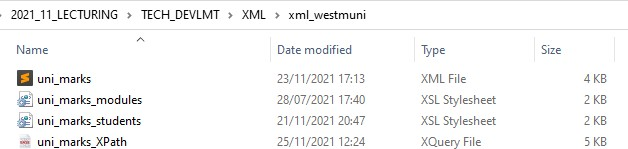 2021_11_LECTURING > TECH_DEVLMT > XML > xml_westmuni
Name Date modified Type Size
uni_marks 23/11/2021 17:13 XML File 4 KB
uni_marks_modules 28/07/2021 17:40 XSL Stylesheet 2 KB
uni_marks_students 21/11/2021 20:47 XSL Stylesheet 2 KB
uni_marks_XPath 25/11/2021 12:24 XQuery File 5 KB